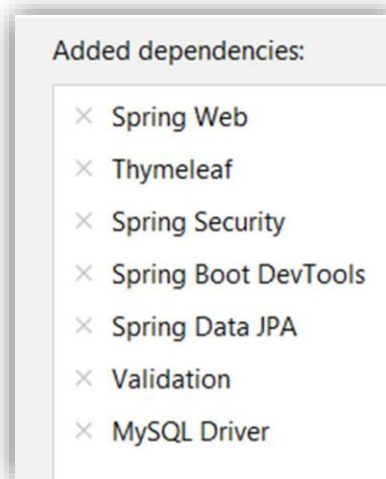 Added dependencies:
Spring Web
Thymeleaf
Spring Security
Spring Boot DevTools
Spring Data JPA
Validation
MySQL Driver